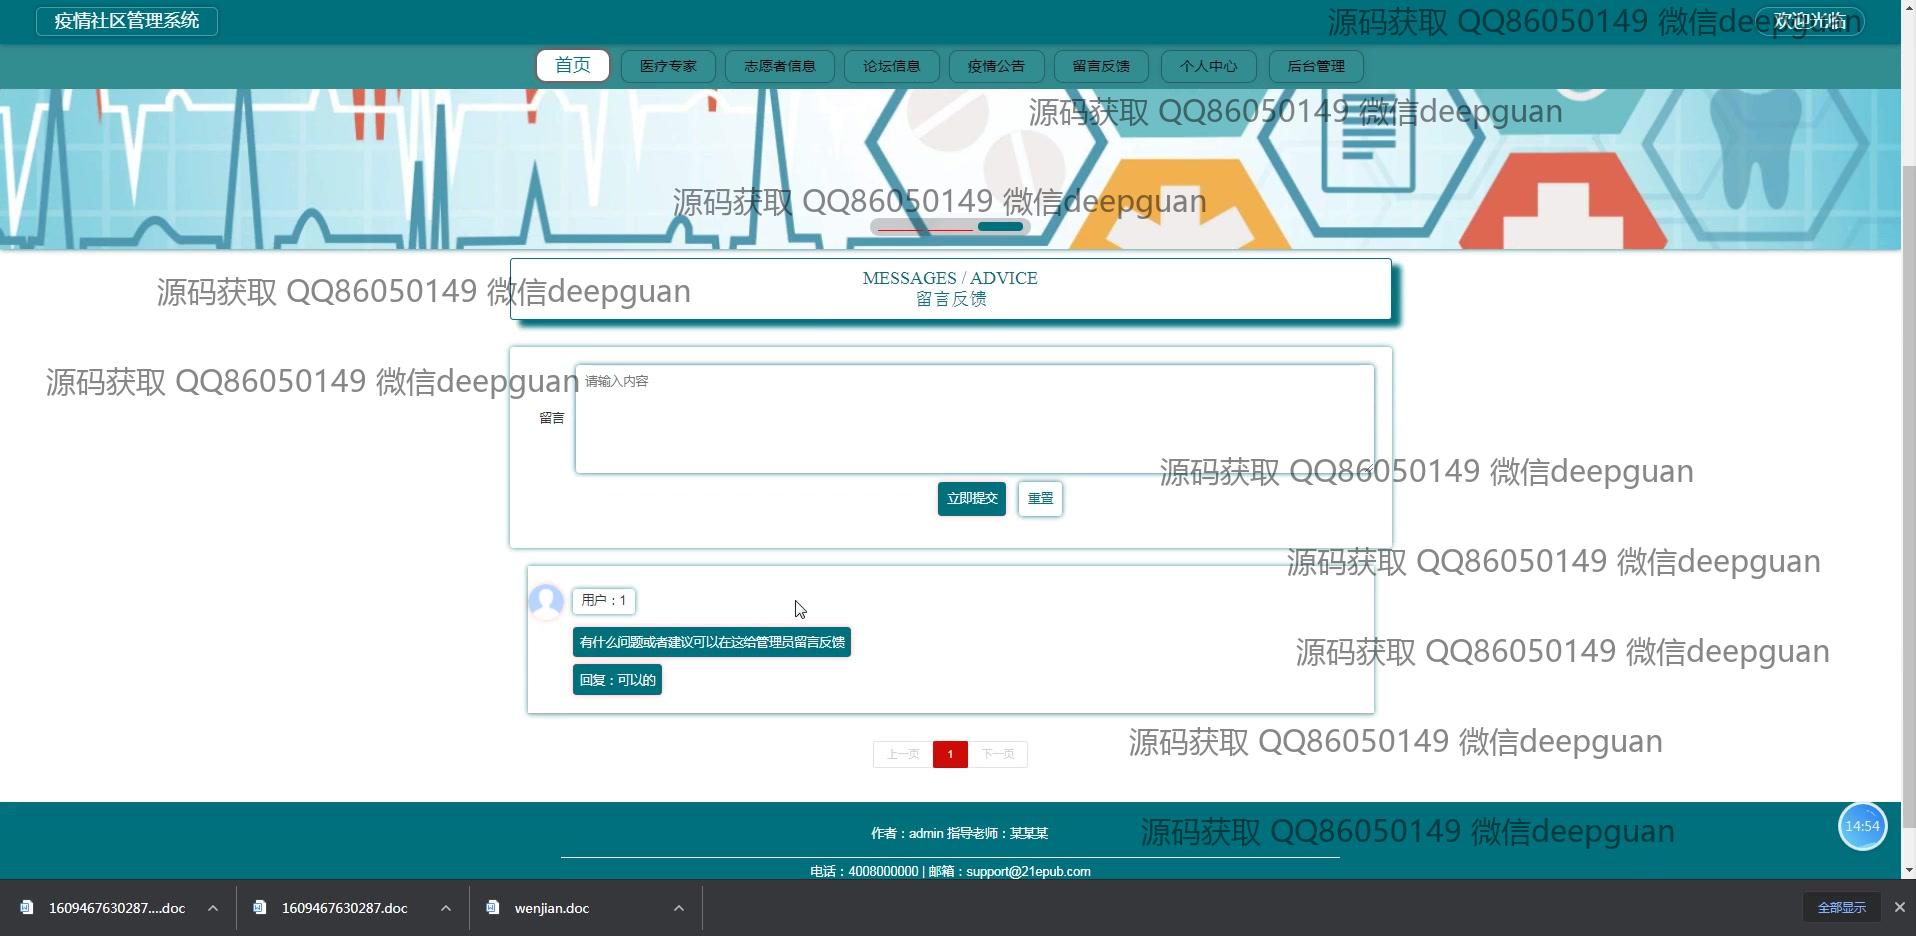 疫情社区管理系统
源码获取 QQ86050149 微信deepguan
欢迎光临
首页
医疗专家
志愿者信息
论坛信息
疫情公告
留言反馈
个人中心
后台管理
源码获取 QQ86050149 微信deepguan
源码获取 QQ86050149 微信deepguan
MESSAGES / ADVICE
源码获取 QQ86050149 微信deepguan
留言反馈
源码获取 QQ86050149 微信deepguan
请输入内容
留言
源码获取 QQ86050149 微信deepguan
立即提交
重置
源码获取 QQ86050149 微信deepguan
用户：1
有什么问题或者建议可以在这给管理员留言反馈
源码获取 QQ86050149 微信deepguan
回复：可以的
源码获取 QQ86050149 微信deepguan
上一页
1
下一页
作者：admin 指导老师：某某某
源码获取 QQ86050149 微信deepguan
14:54
电话：4008000000 | 邮箱：support@21epub.com
1609467630287....doc
1609467630287.doc
wenjian.doc
全部显示